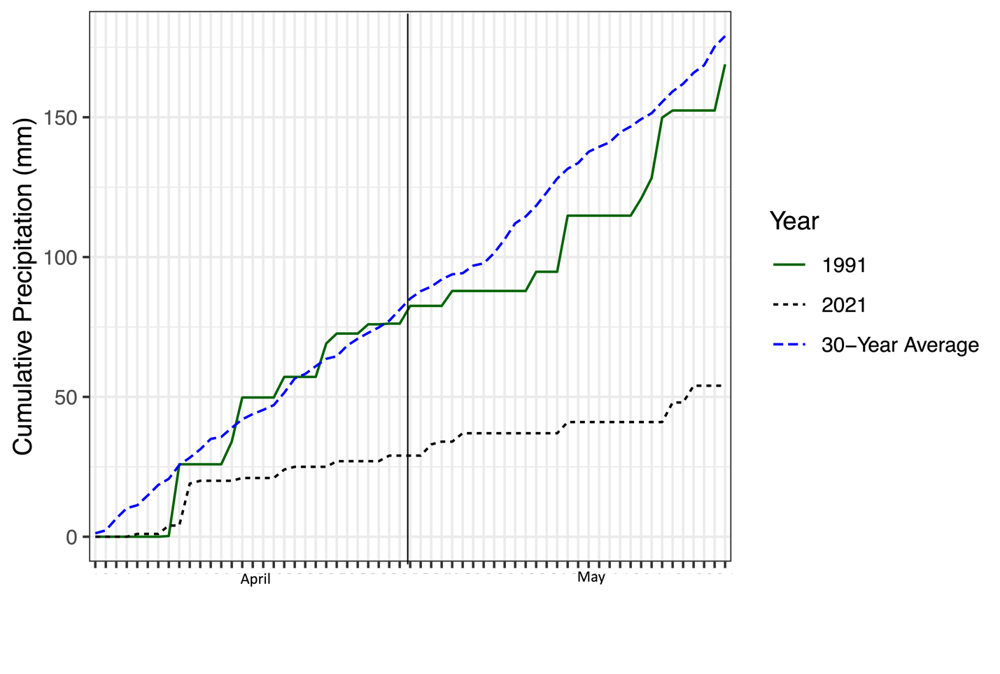 Cumulative Precipitation (mm)
150
100
50
0
April
May
Year
1991
2021
30−Year Average